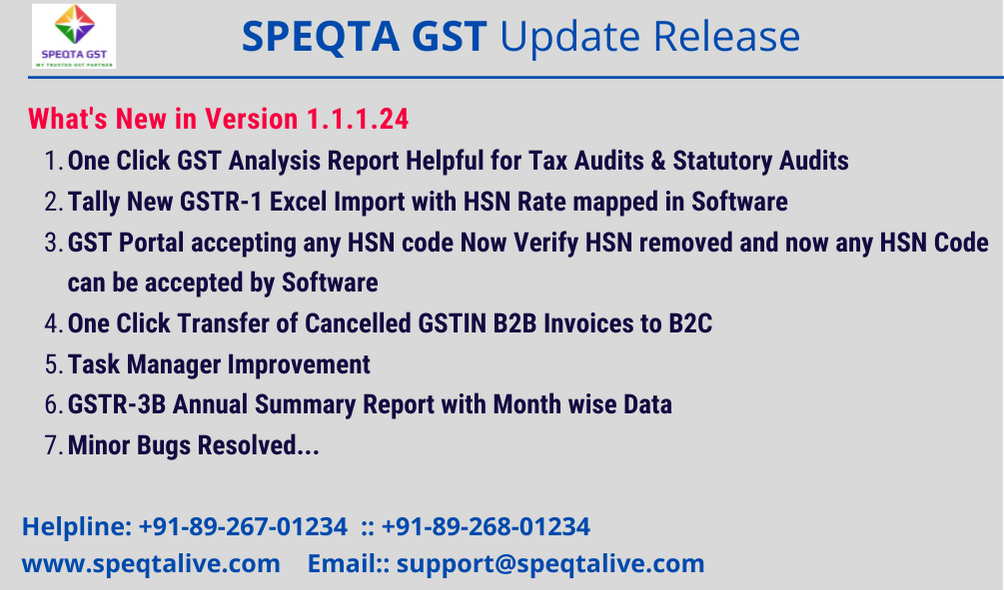 SPEQTA GST
MY TRUSTED GST PARTNER
SPEQTA GST Update Release
What's New in Version 1.1.1.24
1. One Click GST Analysis Report Helpful for Tax Audits & Statutory Audits
2. Tally New GSTR-1 Excel Import with HSN Rate mapped in Software
3. GST Portal accepting any HSN code Now Verify HSN removed and now any HSN Code
can be accepted by Software
4. One Click Transfer of Cancelled GSTIN B2B Invoices to B2C
5. Task Manager Improvement
6. GSTR-3B Annual Summary Report with Month wise Data
7. Minor Bugs Resolved...
Helpline: +91-89-267-01234 :: +91-89-268-01234
www.speqtalive.com Email:: support@speqtalive.com